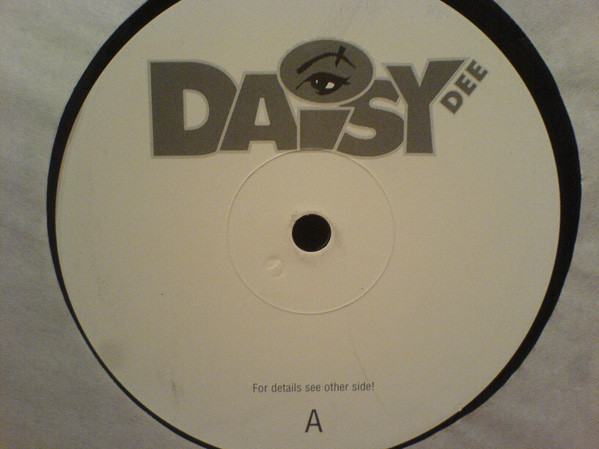 DAiSY
DEE
For details see other side!
A